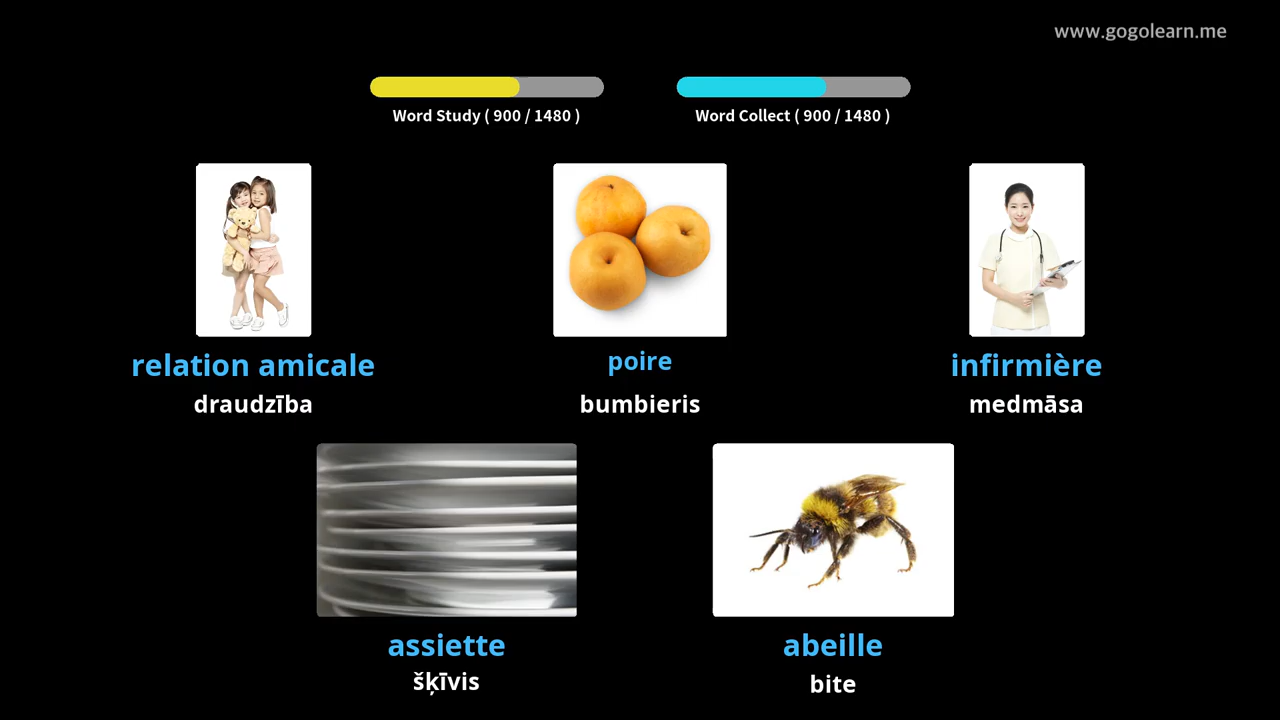 www.gogolearn.me
Word Study ( 900 / 1480 )
Word Collect ( 900 / 1480 )
relation amicale
draudzība
poire
bumbieris
infirmière
medmāsa
assiette
šķīvis
abeille
bite